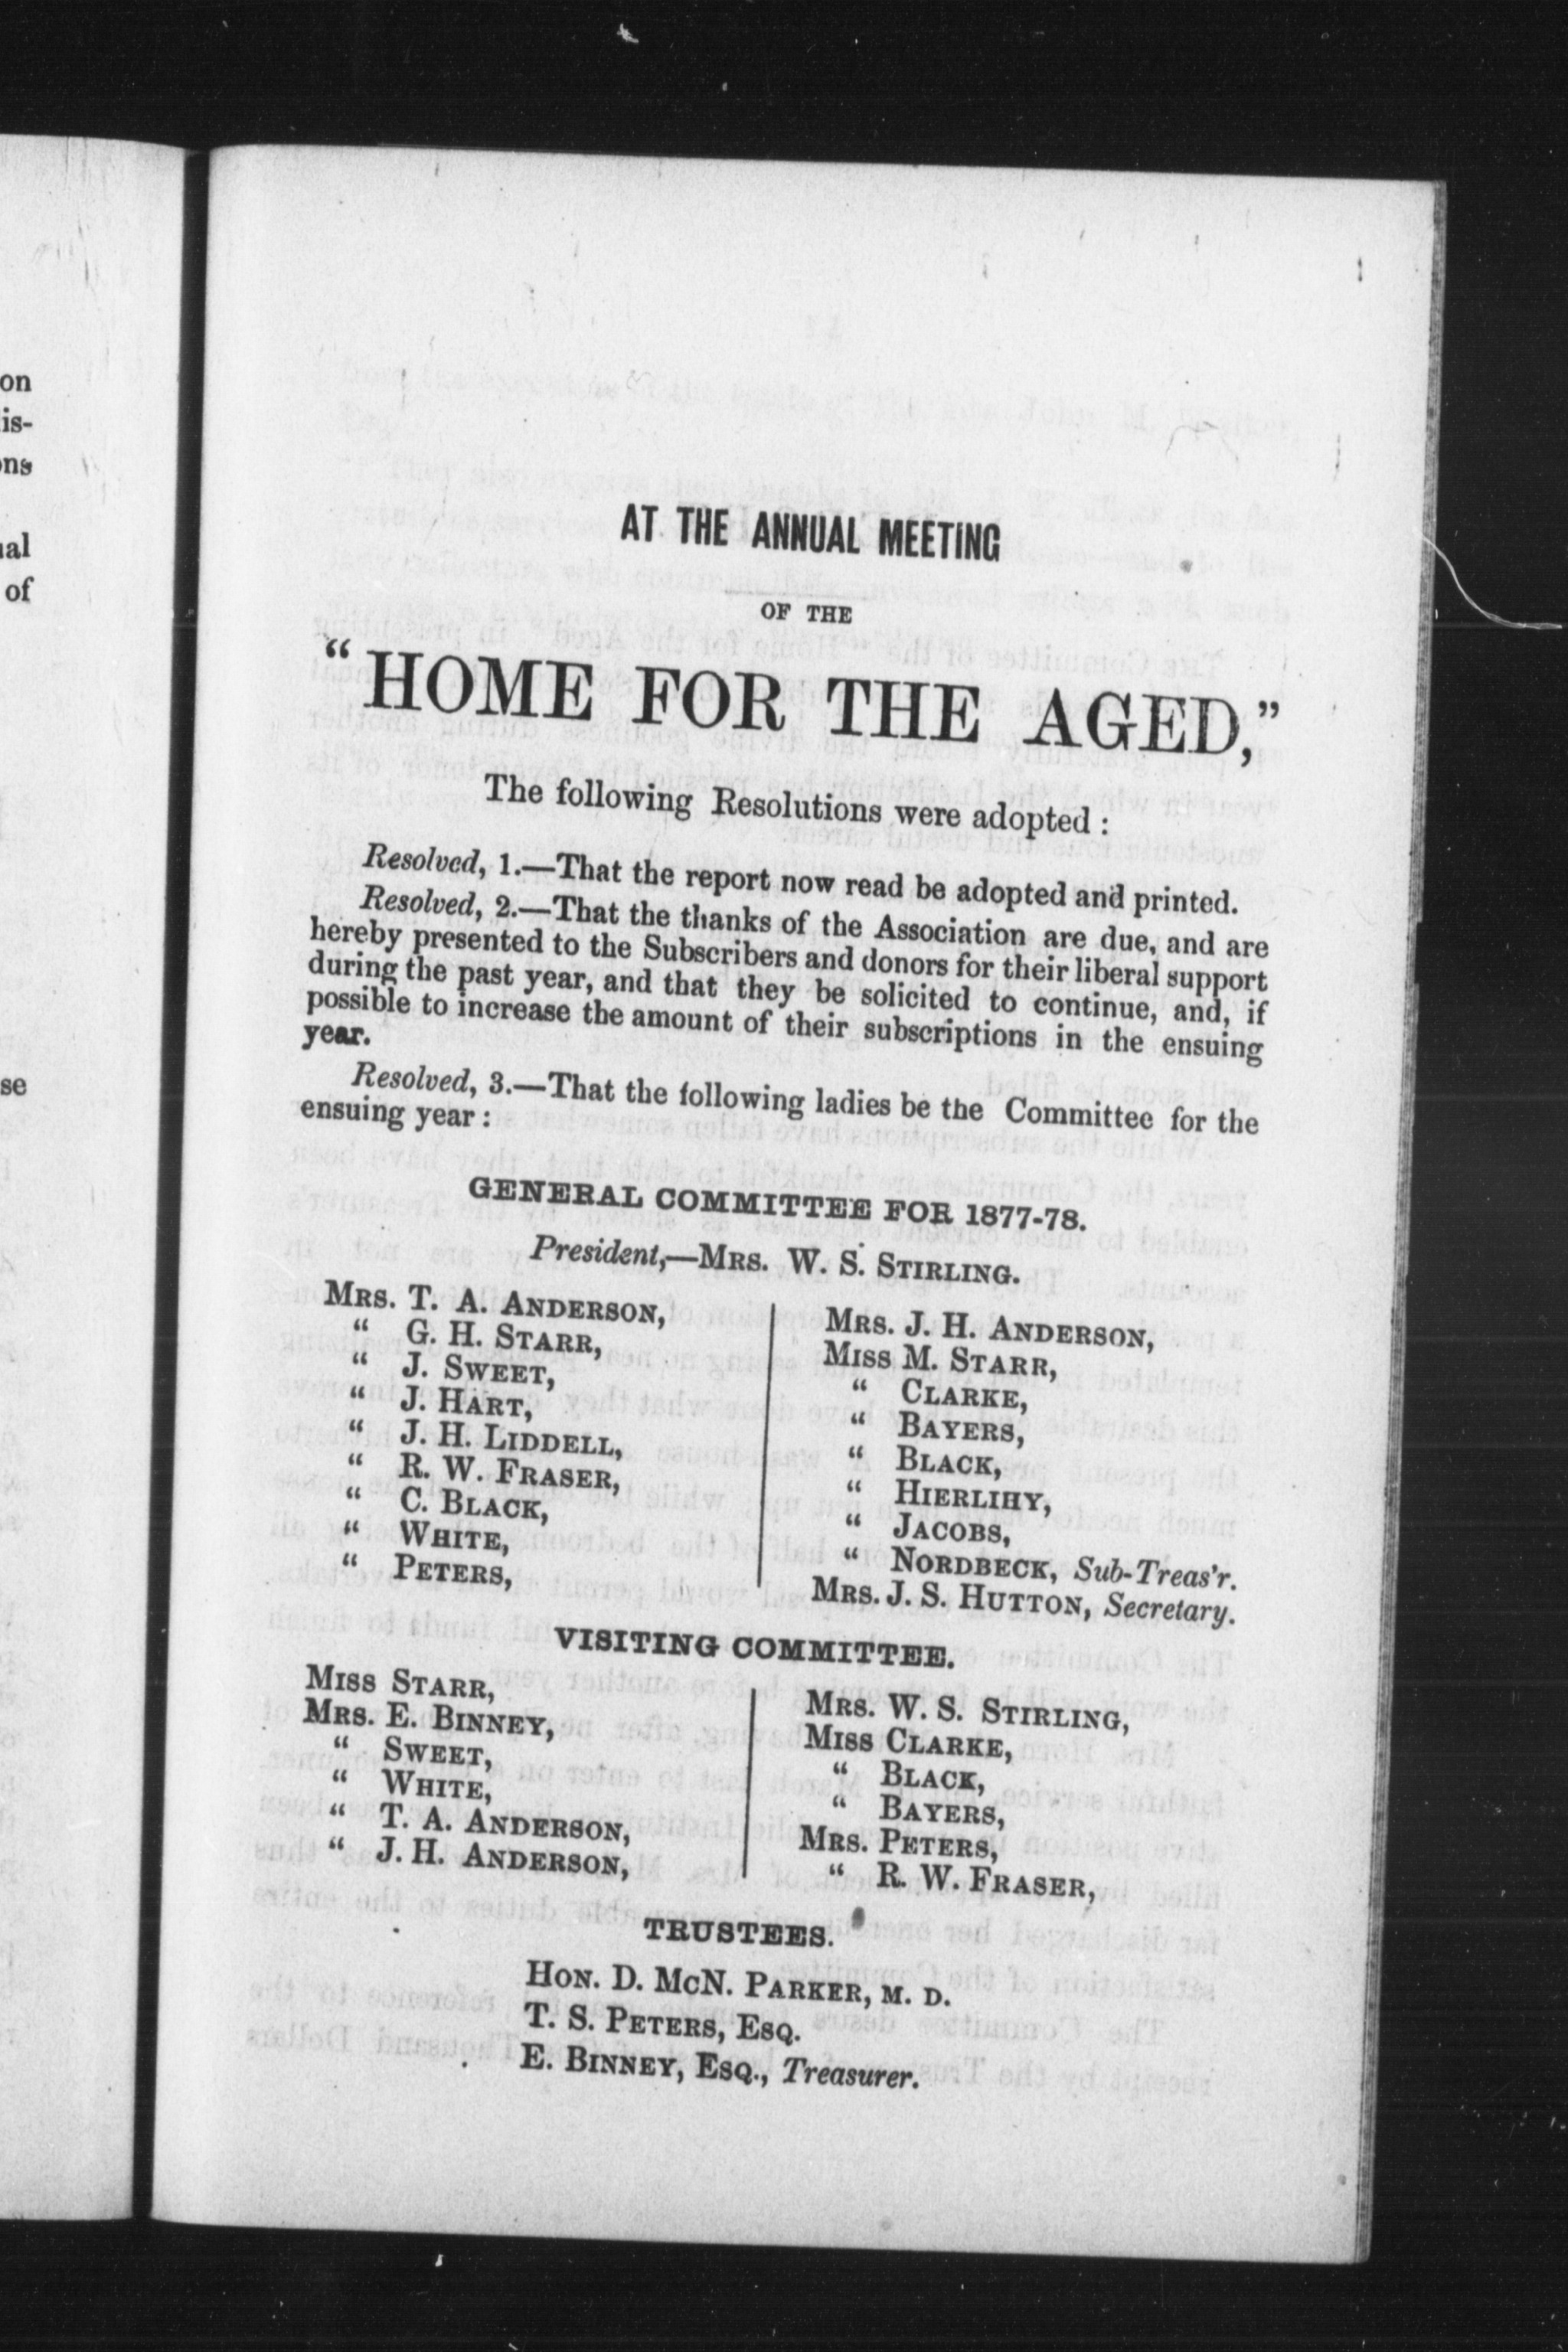 on
is-
ons
of
se
AT THE ANNUAL MEETING
OF THE
“HOME FOR THE AGED,”
The following Resolutions were adopted :
Resolved, 1.—That the report now read be adopted and printed.
Resolved, 2.—That the thanks of the Association are due, and are
hereby presented to the Subscribers and donors for their liberal support
during the past year, and that they be solicited to continue, and, if
possible to increase the amount of their subscriptions in the ensuing
year.
Resolved, 3.—That the following ladies be the Committee for the
ensuing year :
GENERAL COMMITTEE FOR 1877-78.
President,—MRS. W. S. STIRLING.
MRS. T. A. ANDERSON,
“ G. H. STARR,
“ J. SWEET,
“ J. HART,
“ J. H. LIDDELL,
“ R. W. FRASER,
“ C. BLACK,
“ WHITE,
“ PETERS,
MRS. J. H. ANDERSON,
MISS M. STARR,
“ CLARKE,
“ BAYERS,
“ BLACK,
“ HIERLIHY,
“ JACOBS,
“ NORDBECK, Sub-Treas'r.
MRS. J. S. HUTTON, Secretary.
VISITING COMMITTEE.
MISS STARR,
MRS. E. BINNEY,
“ SWEET,
“ WHITE,
“ T. A. ANDERSON,
“ J. H. ANDERSON,
MRS. W. S. STIRLING,
MISS CLARKE,
“ BLACK,
“ BAYERS,
MRS. PETERS,
“ R. W. FRASER,
TRUSTEES.
HON. D. McN. PARKER, M. D.
T. S. PETERS, ESQ.
E. BINNEY, ESQ., Treasurer.